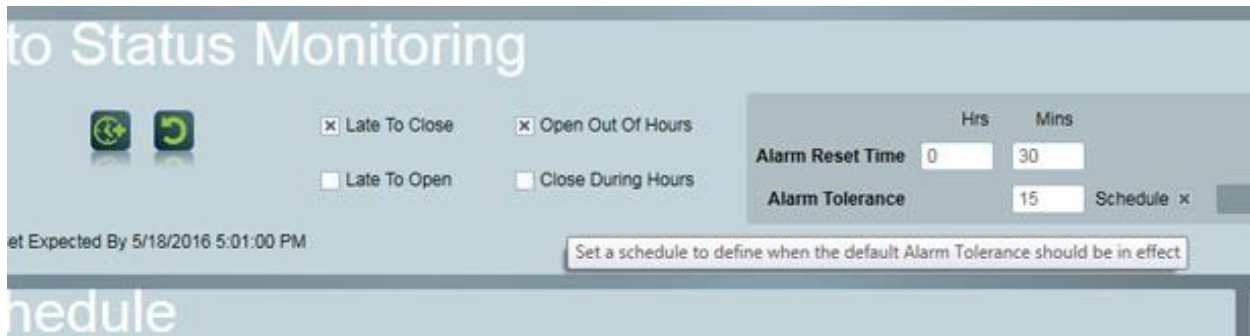 to Status Monitoring
Late To Close
Open Out Of Hours
Hrs Mins
Alarm Reset Time 0 30
Late To Open
Close During Hours
Alarm Tolerance 15 Schedule
et Expected By 5/18/2016 5:01:00 PM
Set a schedule to define when the default Alarm Tolerance should be in effect
hedule